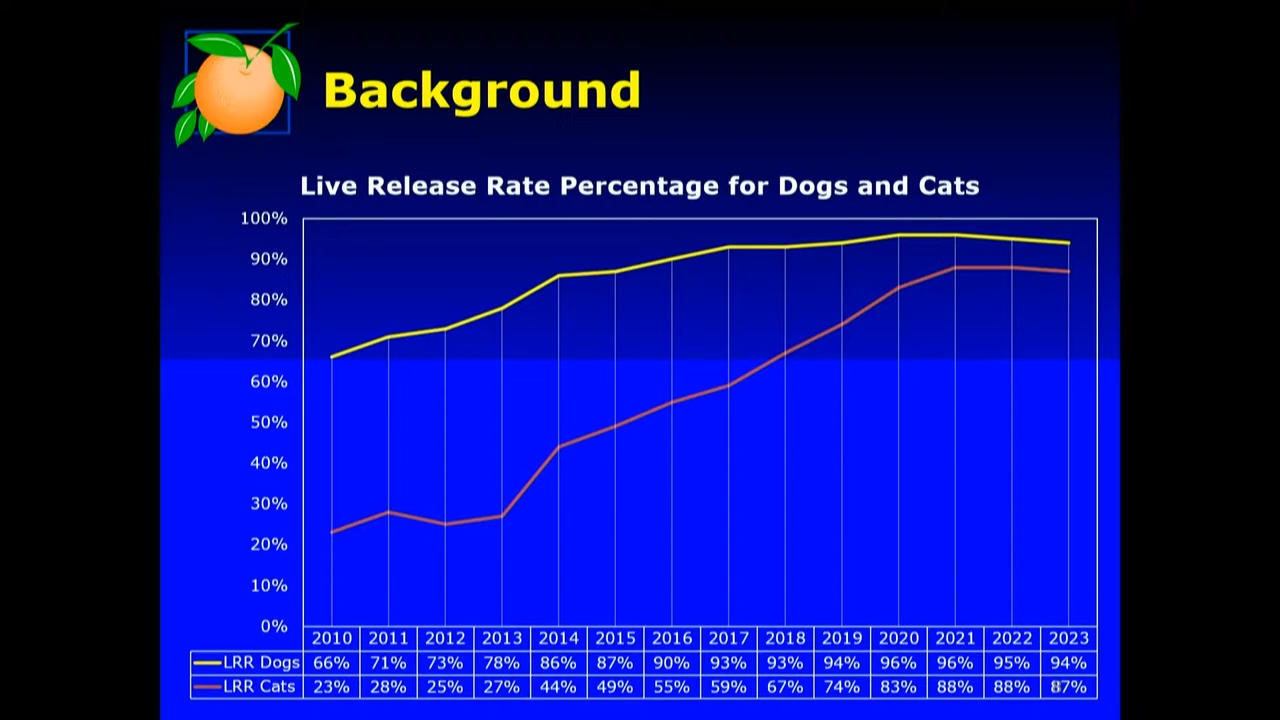 Background
Live Release Rate Percentage for Dogs and Cats
100%
90%
80%
70%
60%
50%
40%
30%
20%
10%
0%
2010 2011 2012 2013 2014 2015 2016 2017 2018 2019 2020 2021 2022 2023
LRR Dogs 66% 71% 73% 78% 86% 87% 90% 93% 93% 94% 96% 96% 95% 94%
LRR Cats 23% 28% 25% 27% 44% 49% 55% 59% 67% 74% 83% 88% 88% 87%